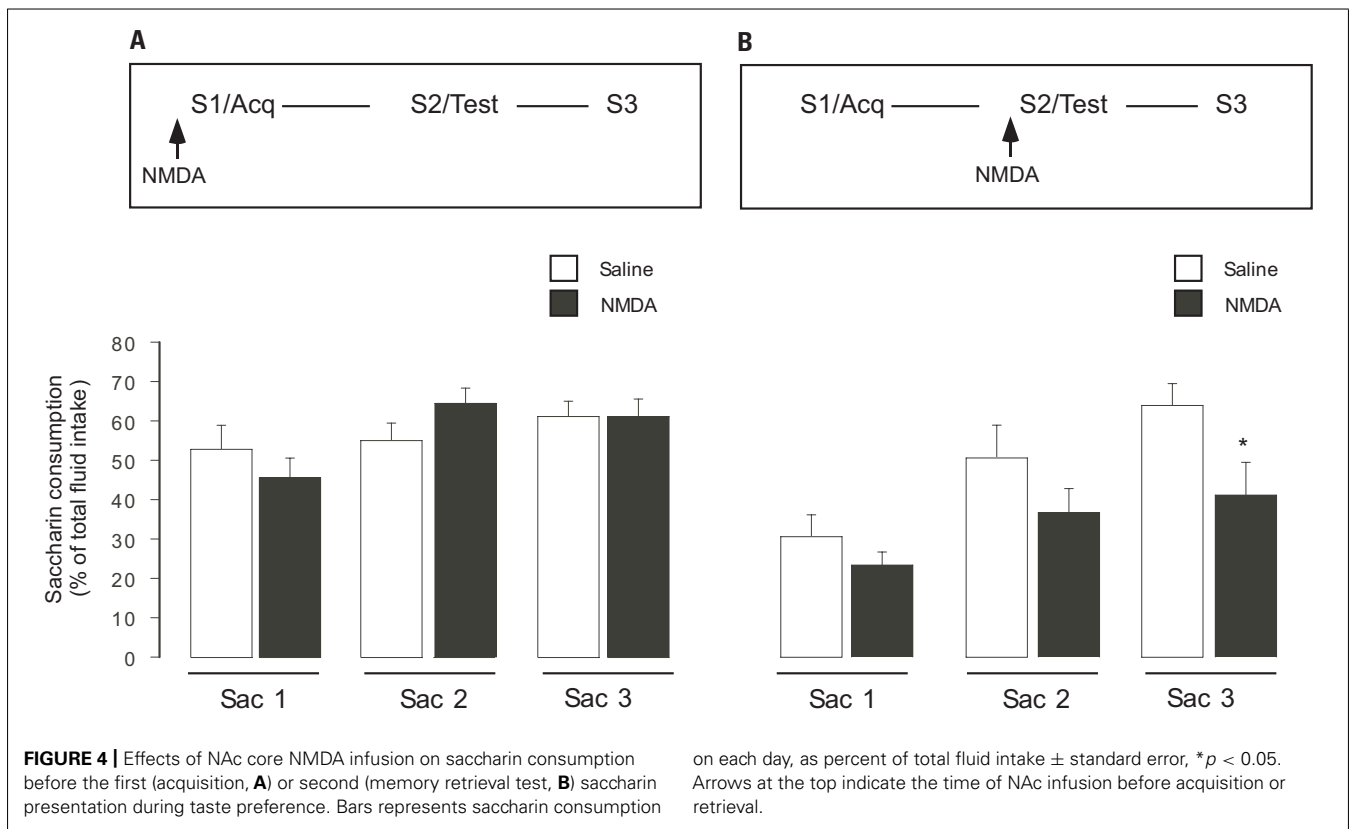 A
S1/Acq S2/Test S3
NMDA
B
S1/Acq S2/Test S3
NMDA
Saline
NMDA
Saline
NMDA
Saccharin consumption
(% of total fluid intake)
80
70
60
50
40
30
20
10
0
Sac 1 Sac 2 Sac 3
Sac 1 Sac 2 Sac 3
*
FIGURE 4 | Effects of NAc core NMDA infusion on saccharin consumption
before the first (acquisition, A) or second (memory retrieval test, B) saccharin
presentation during taste preference. Bars represents saccharin consumption
on each day, as percent of total fluid intake ± standard error, *p < 0.05.
Arrows at the top indicate the time of NAc infusion before acquisition or
retrieval.